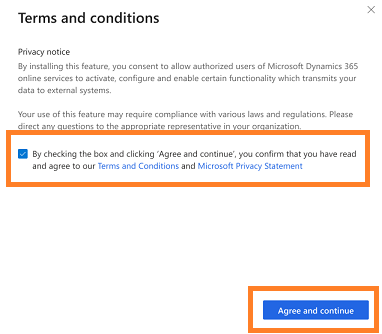 Terms and conditions
Privacy notice
By installing this feature, you consent to allow authorized users of Microsoft Dynamics 365
online services to activate, configure and enable certain functionality which transmits your
data to external systems.
Your use of this feature may require compliance with various laws and regulations. Please
direct any questions to the appropriate representative in your organization.
By checking the box and clicking 'Agree and continue', you confirm that you have read
and agree to our Terms and Conditions and Microsoft Privacy Statement
Agree and continue